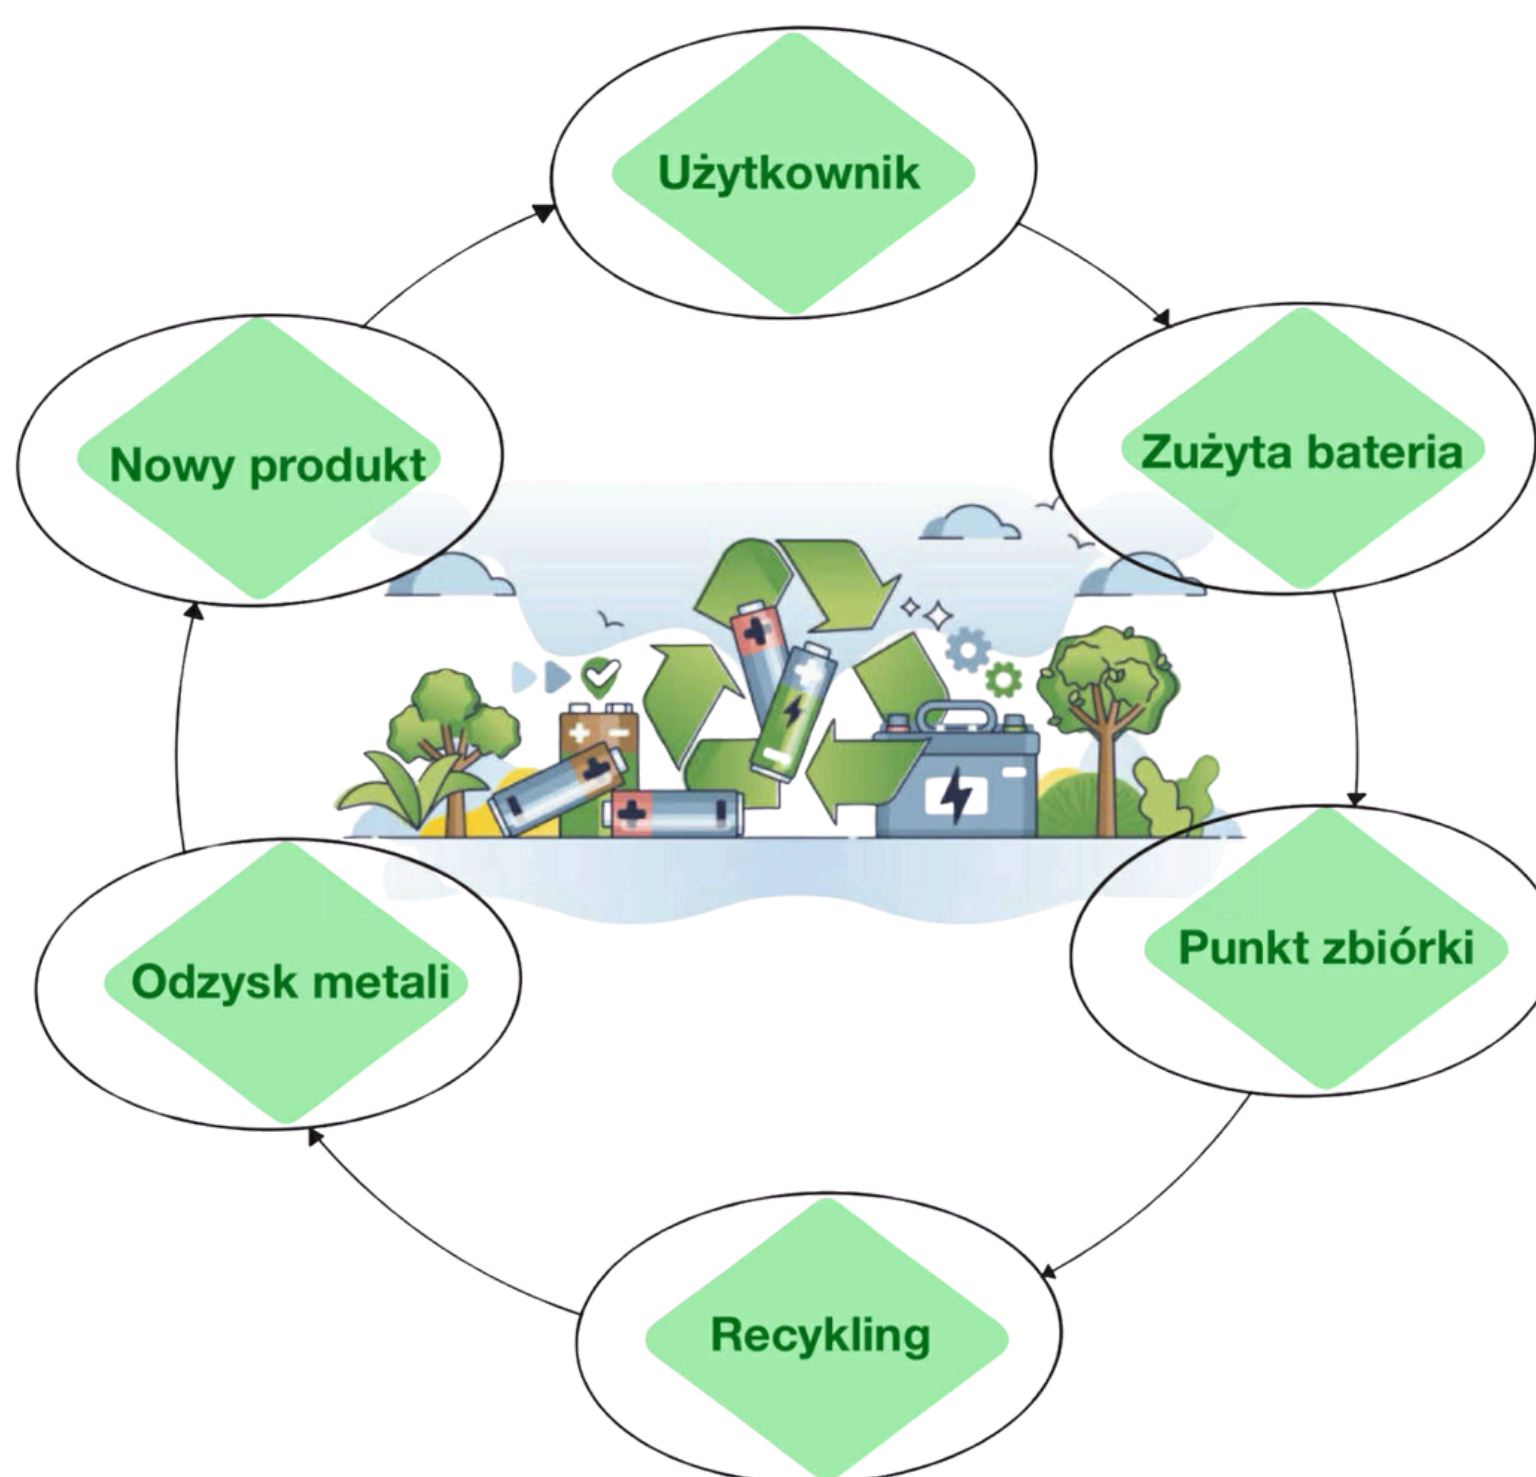 Użytkownik
Zużyta bateria
Punkt zbiórki
Recykling
Odzysk metali
Nowy produkt